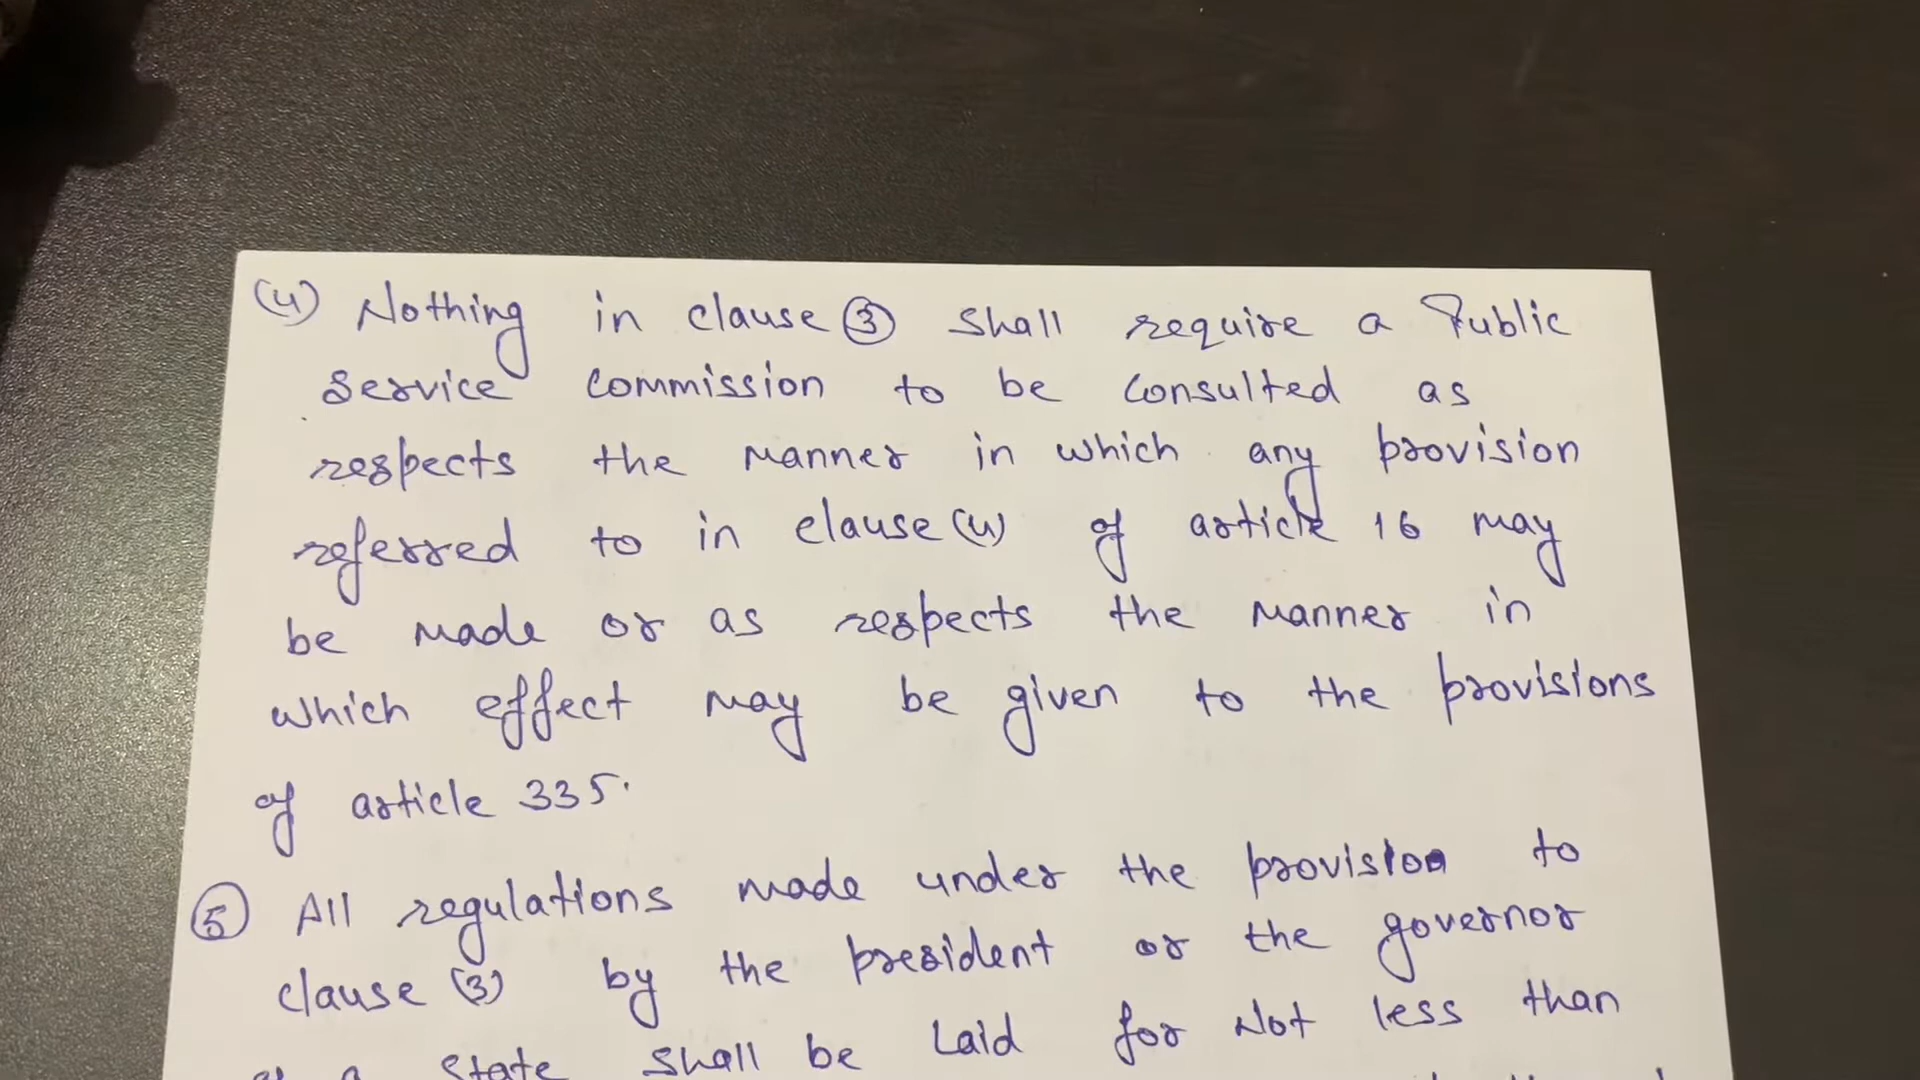 (4) Nothing in clause ③ shall require a Public
Service Commission to be consulted as
respects the manner in which any provision
referred to in clause (4) of article 16 may
be made or as respects the manner in
which effect may be given to the provisions
of article 335.
⑤ All regulations made under the provision to
clause (3) by the president or the governor
of a state shall be laid for not less than